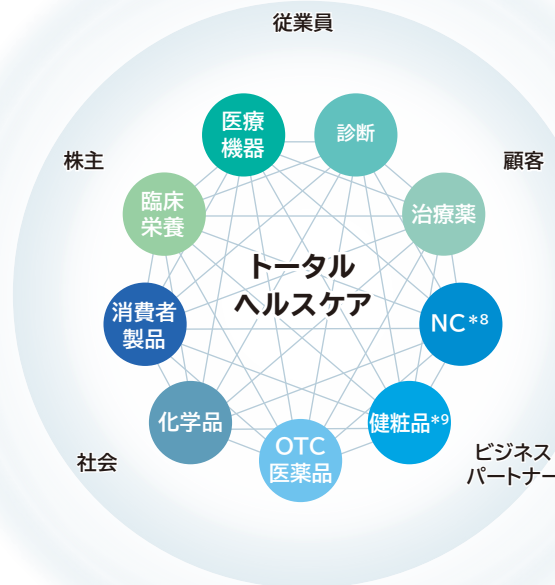 従業員
医療
機器
診断
株主
顧客
臨床
栄養
治療薬
トータル
ヘルスケア
消費者
製品
NC*8
化学品
健粧品*9
OTC
医薬品
社会
ビジネス
パートナー